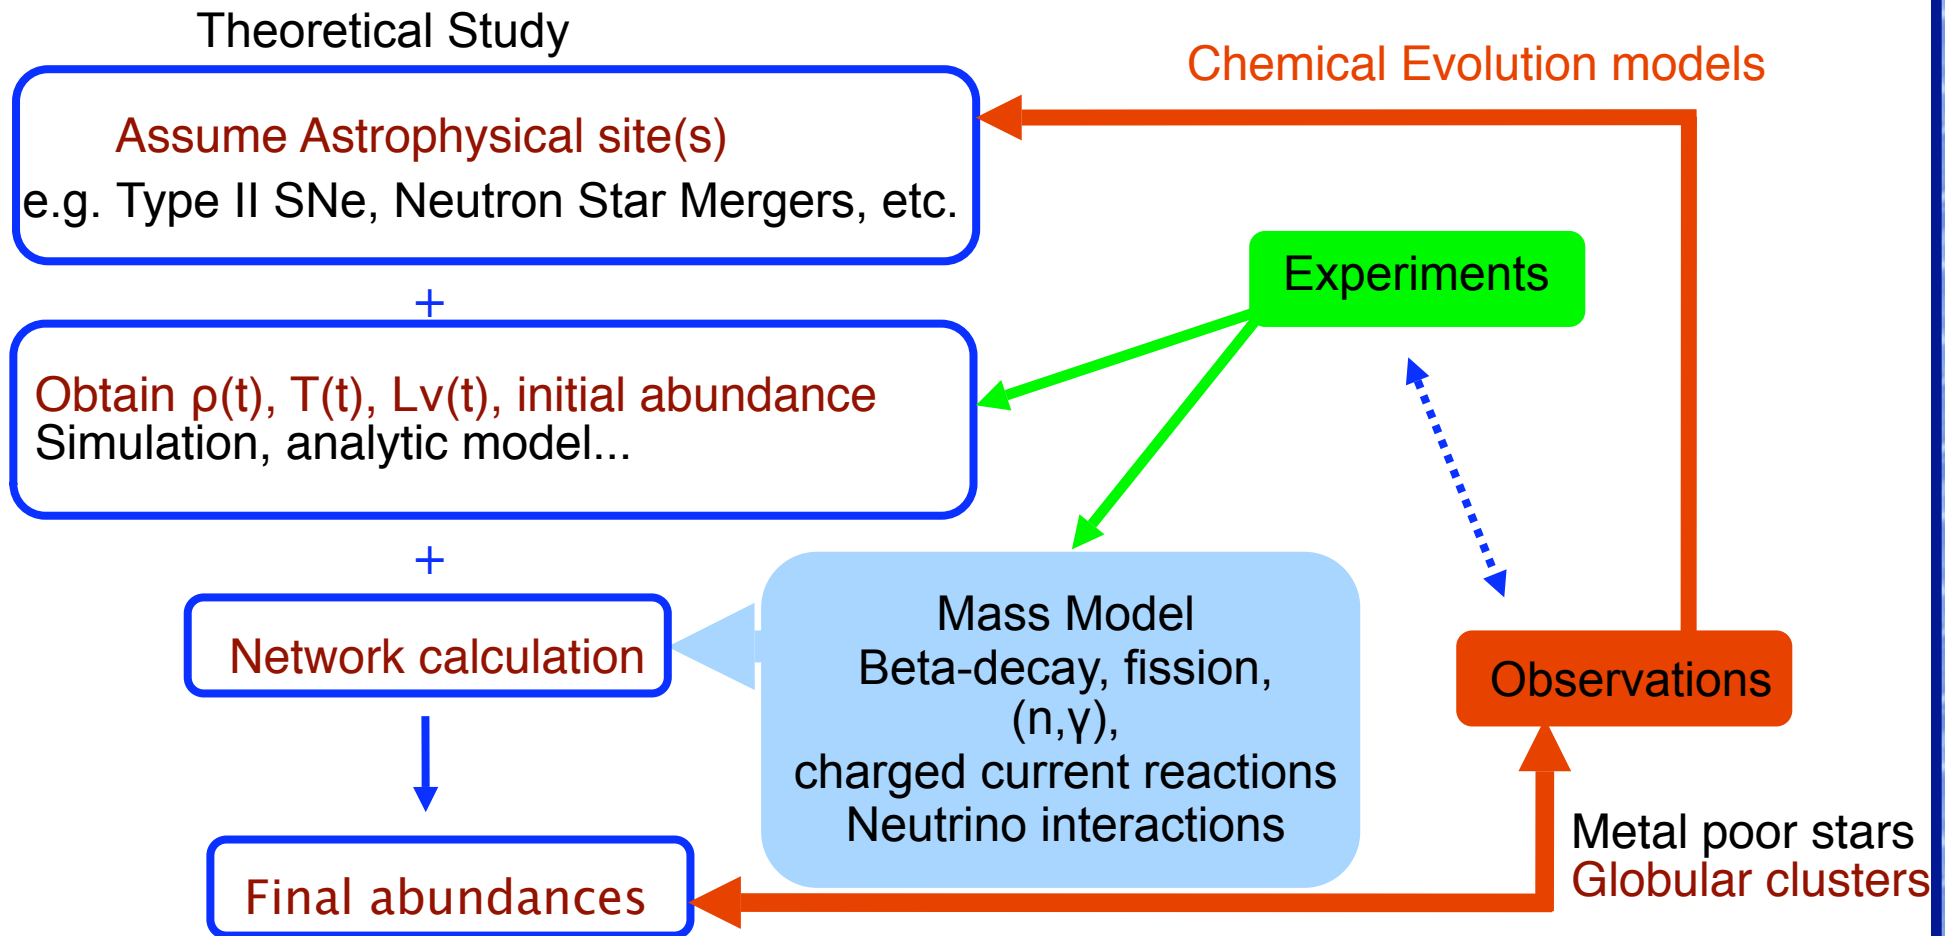 Theoretical Study
Chemical Evolution models
Assume Astrophysical site(s)
e.g. Type II SNe, Neutron Star Mergers, etc.
Experiments
+
Obtain ρ(t), T(t), Lν(t), initial abundance
Simulation, analytic model...
+
Mass Model
Beta-decay, fission,
(n,γ),
charged current reactions
Neutrino interactions
Network calculation
Observations
Metal poor stars
Globular clusters
Final abundances